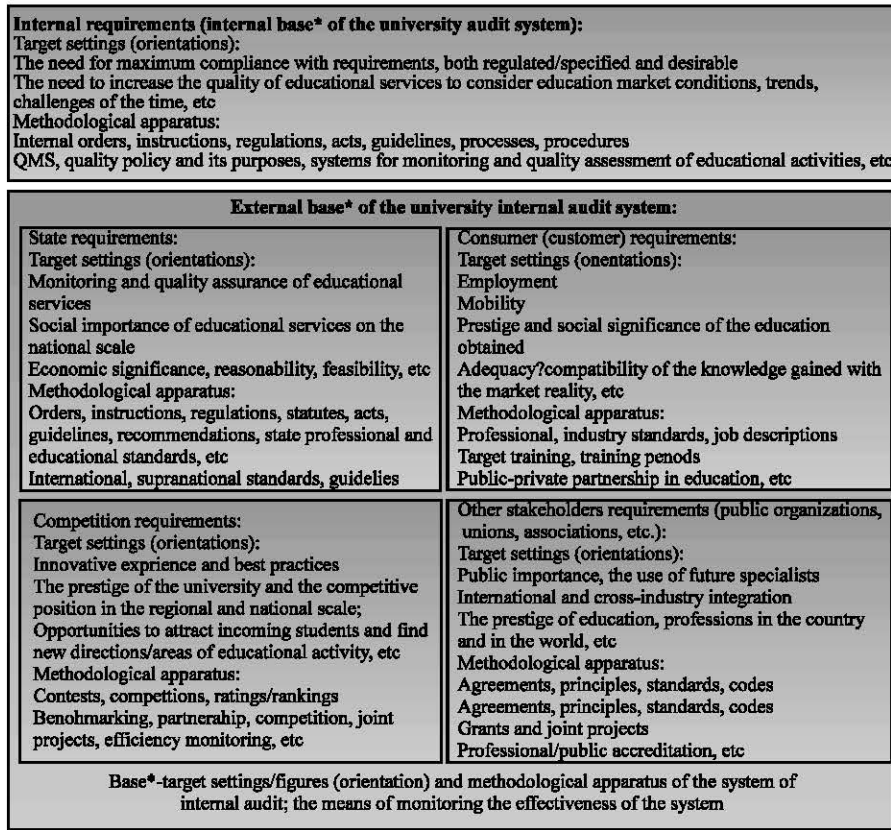 Internal requirements (internal base* of the university audit system):
Target settings (orientations):
The need for maximum compliance with requirements, both regulated/specified and desirable
The need to increase the quality of educational services to consider education market conditions, trends,
challenges of the time, etc
Methodological apparatus:
Internal orders, instructions, regulations, acts, guidelines, processes, procedures
QMS, quality policy and its purposes, systems for monitoring and quality assessment of educational activities, etc
External base* of the university internal audit system:
State requirements:
Target settings (orientations):
Monitoring and quality assurance of educational
services
Social importance of educational services on the
national scale
Economic significance, reasonability, feasibility, etc
Methodological apparatus:
Orders, instructions, regulations, statutes, acts,
guidelines, recommendations, state professional and
educational standards, etc
International, supranational standards, guidelies
Consumer (customer) requirements:
Target settings (onentations):
Employment
Mobility
Prestige and social significance of the education
obtained
Adequacy?compatibility of the knowledge gained with
the market reality, etc
Methodological apparatus:
Professional, industry standards, job descriptions
Target training, training penods
Public-private partnership in education, etc
Competition requirements:
Target settings (orientations):
Innovative exprience and best practices
The prestige of the university and the competitive
position in the regional and national scale;
Opportunities to attract incoming students and find
new directions/areas of educational activity, etc
Methodological apparatus:
Contests, compettions, ratings/rankings
Benohmarking, partnerahip, competition, joint
projects, efficiency monitoring, etc
Other stakeholders requirements (public organizations,
unions, associations, etc.):
Target settings (orientations):
Public importance, the use of future specialists
International and cross-industry integration
The prestige of education, professions in the country
and in the world, etc
Methodological apparatus:
Agreements, principles, standards, codes
Agreements, principles, standards, codes
Grants and joint projects
Professional/public accreditation, etc
Base*-target settings/figures (orientation) and methodological apparatus of the system of
internal audit; the means of monitoring the effectiveness of the system